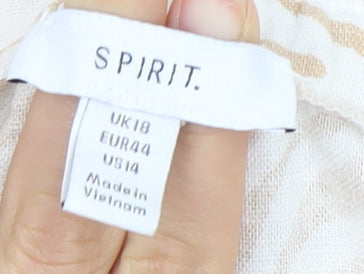 SPIRIT.
UK18
EUR44
US14
Made in
Vietnam